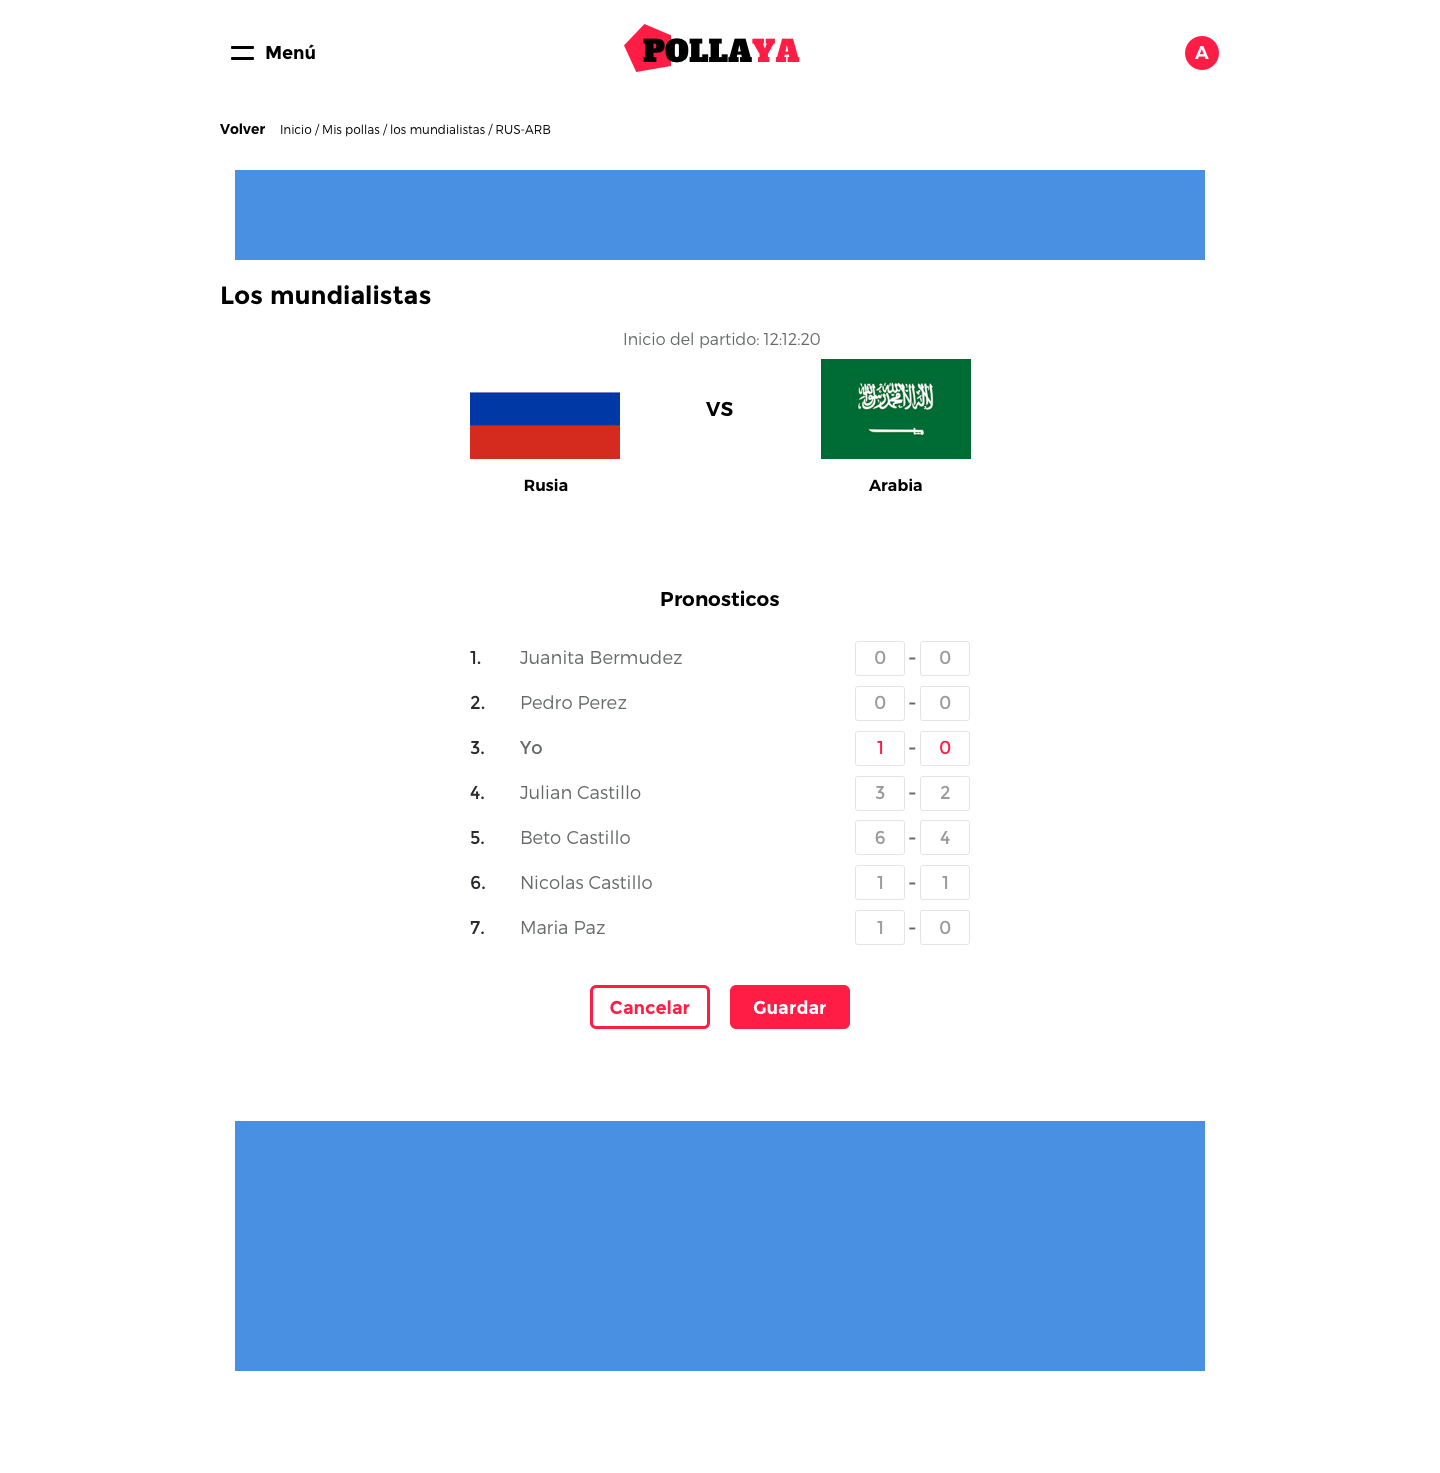 Menú
POLLAYA
A
Volver Inicio / Mis pollas / los mundialistas / RUS-ARB
Los mundialistas
Inicio del partido: 12:12:20
VS
Rusia Arabia
Pronosticos
1. Juanita Bermudez 0 - 0
2. Pedro Perez 0 - 0
3. Yo 1 - 0
4. Julian Castillo 3 - 2
5. Beto Castillo 6 - 4
6. Nicolas Castillo 1 - 1
7. Maria Paz 1 - 0
Cancelar Guardar